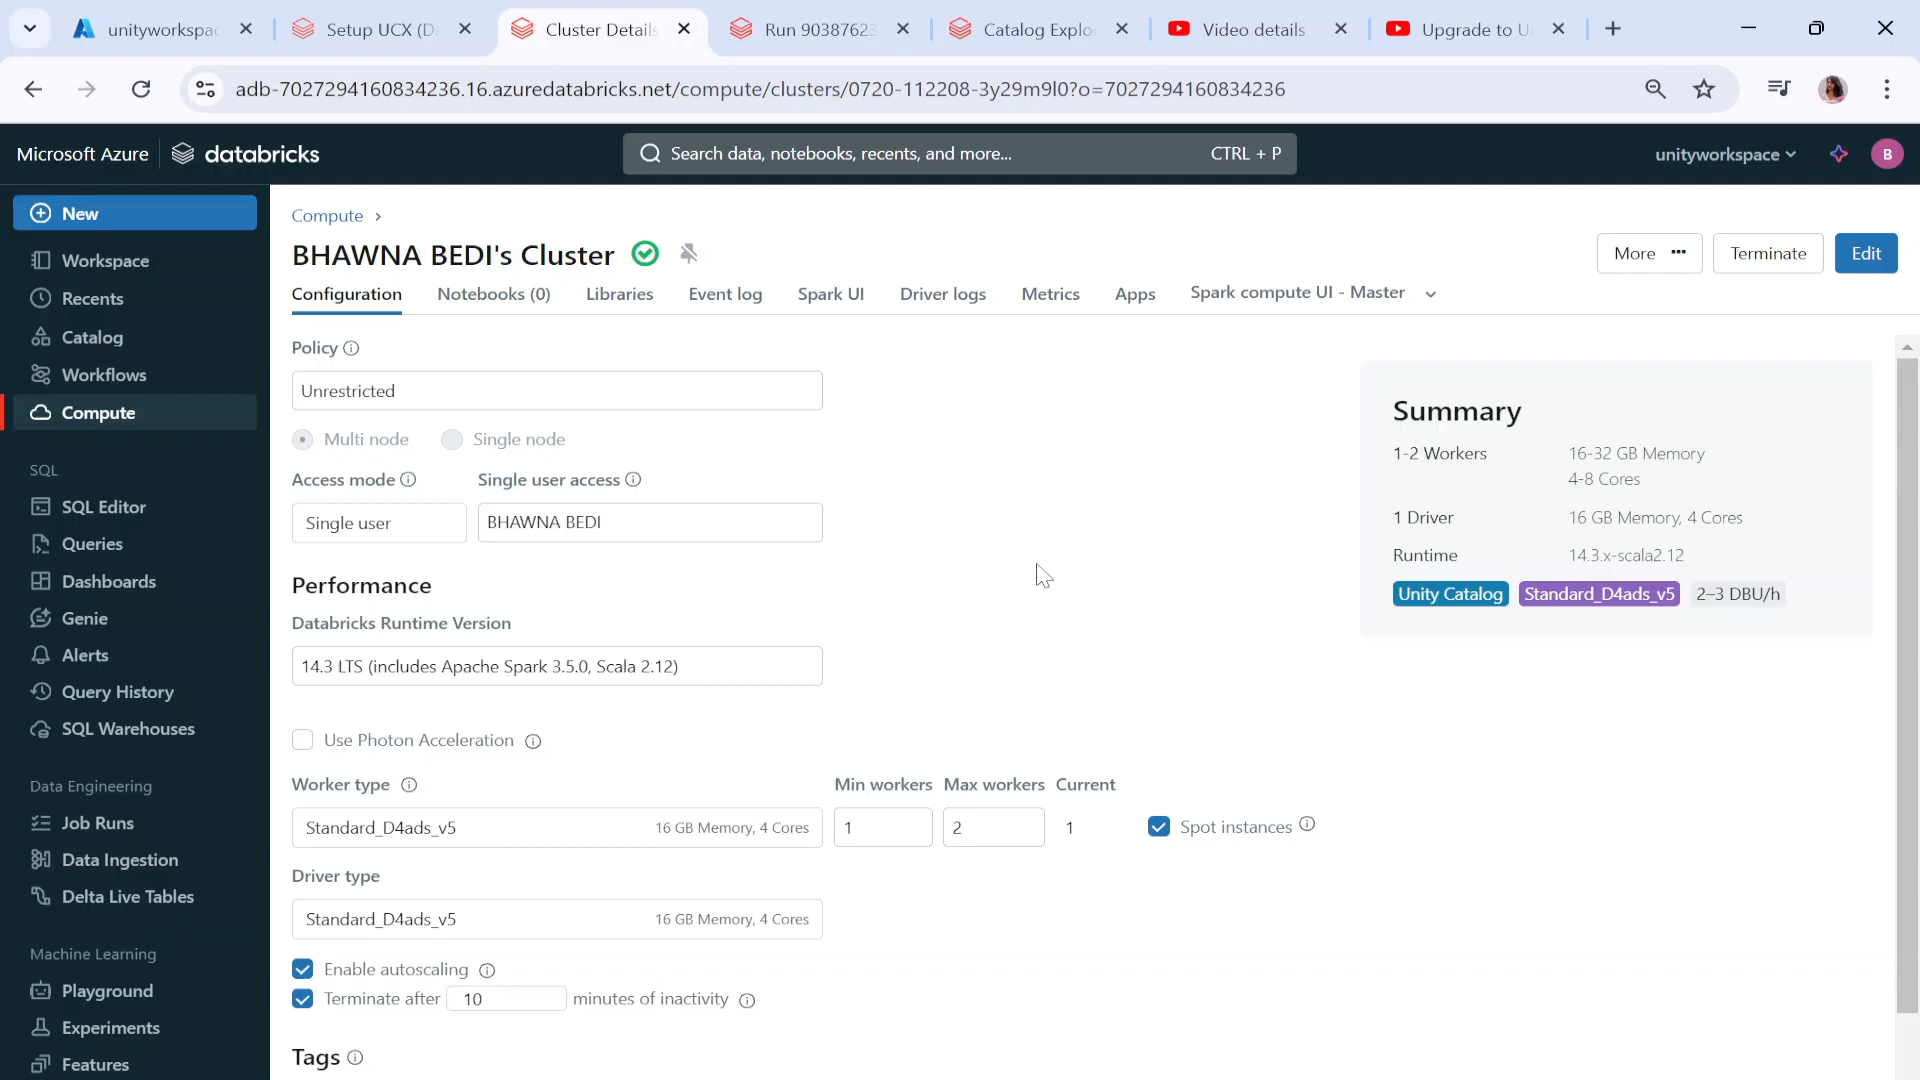 unityworkspac
Setup UCX (D
Cluster Details
Run 90387623
Catalog Explo
Video details
Upgrade to U
adb-7027294160834236.16.azuredatabricks.net/compute/clusters/0720-112208-3y29m9l0?o=7027294160834236
Microsoft Azure
databricks
Search data, notebooks, recents, and more...
CTRL + P
unityworkspace
B
New
Workspace
Recents
Catalog
Workflows
Compute
SQL
SQL Editor
Queries
Dashboards
Genie
Alerts
Query History
SQL Warehouses
Data Engineering
Job Runs
Data Ingestion
Delta Live Tables
Machine Learning
Playground
Experiments
Features
Compute
BHAWNA BEDI's Cluster
More
Terminate
Edit
Configuration
Notebooks (0)
Libraries
Event log
Spark UI
Driver logs
Metrics
Apps
Spark compute UI - Master
Policy
Unrestricted
Multi node
Single node
Access mode
Single user access
Single user
BHAWNA BEDI
Performance
Databricks Runtime Version
14.3 LTS (includes Apache Spark 3.5.0, Scala 2.12)
Use Photon Acceleration
Worker type
Min workers
Max workers
Current
Standard_D4ads_v5
16 GB Memory, 4 Cores
1
2
1
Spot instances
Driver type
Standard_D4ads_v5
16 GB Memory, 4 Cores
Enable autoscaling
Terminate after 10 minutes of inactivity
Tags
Summary
1-2 Workers
16-32 GB Memory
4-8 Cores
1 Driver
16 GB Memory, 4 Cores
Runtime
14.3.x-scala2.12
Unity Catalog
Standard_D4ads_v5
2–3 DBU/h